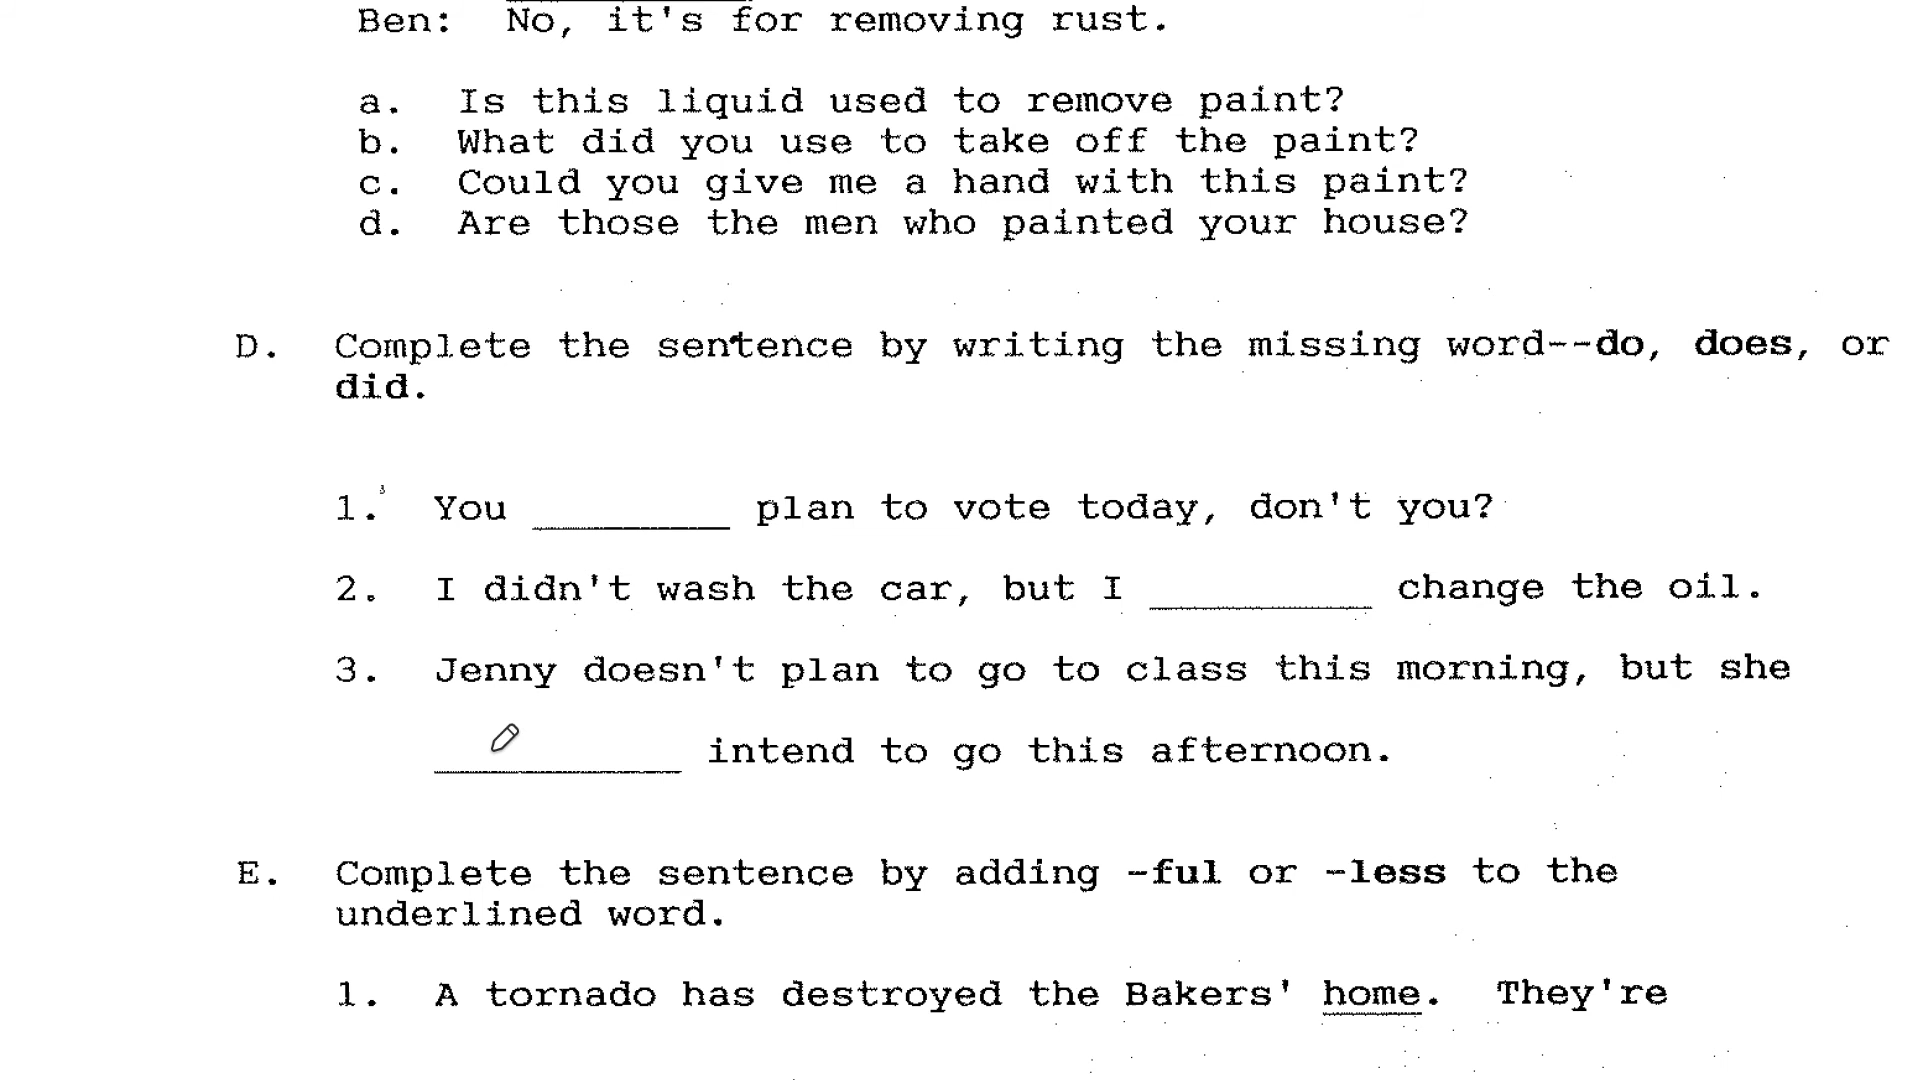 Ben: No, it's for removing rust.
a. Is this liquid used to remove paint?
b. What did you use to take off the paint?
c. Could you give me a hand with this paint?
d. Are those the men who painted your house?
D. Complete the sentence by writing the missing word--do, does, or
did.
1. You ________ plan to vote today, don't you?
2. I didn't wash the car, but I _________ change the oil.
3. Jenny doesn't plan to go to class this morning, but she
__________ intend to go this afternoon.
E. Complete the sentence by adding -ful or -less to the
underlined word.
1. A tornado has destroyed the Bakers' home. They're